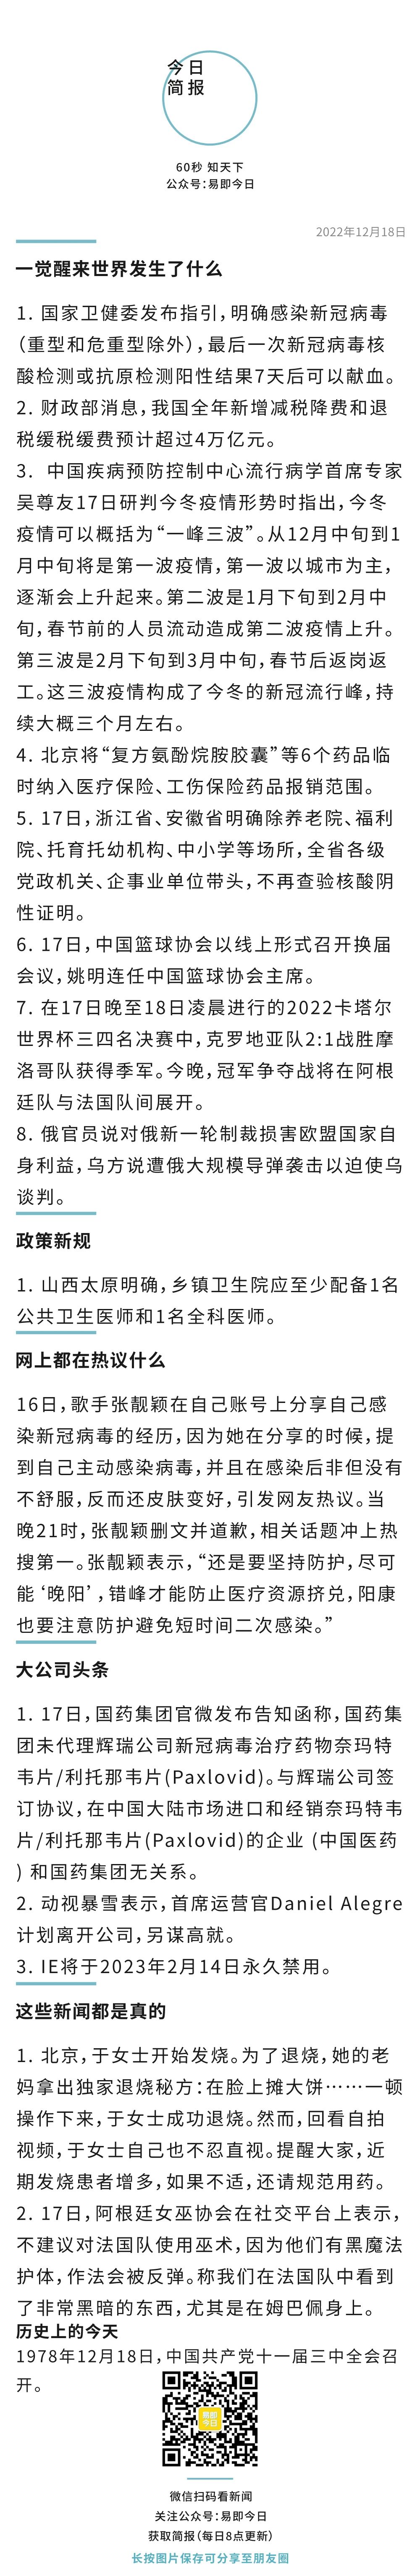 今日
简报
60秒 知天下
公众号：易即今日
2022年12月18日
一觉醒来世界发生了什么
1. 国家卫健委发布指引，明确感染新冠病毒
（重型和危重型除外），最后一次新冠病毒核
酸检测或抗原检测阳性结果7天后可以献血。
2. 财政部消息，我国全年新增减税降费和退
税缓税缓费预计超过4万亿元。
3. 中国疾病预防控制中心流行病学首席专家
吴尊友17日研判今冬疫情形势时指出，今冬
疫情可以概括为“一峰三波”。从12月中旬到1
月中旬将是第一波疫情，第一波以城市为主，
逐渐会上升起来。第二波是1月下旬到2月中
旬，春节前的人员流动造成第二波疫情上升。
第三波是2月下旬到3月中旬，春节后返岗返
工。这三波疫情构成了今冬的新冠流行峰，持
续大概三个月左右。
4. 北京将“复方氨酚烷胺胶囊”等6个药品临
时纳入医疗保险、工伤保险药品报销范围。
5. 17日，浙江省、安徽省明确除养老院、福利
院、托育托幼机构、中小学等场所，全省各级
党政机关、企事业单位带头，不再查验核酸阴
性证明。
6. 17日，中国篮球协会以线上形式召开换届
会议，姚明连任中国篮球协会主席。
7. 在17日晚至18日凌晨进行的2022卡塔尔
世界杯三四名决赛中，克罗地亚队2:1战胜摩
洛哥队获得季军。今晚，冠军争夺战将在阿根
廷队与法国队间展开。
8. 俄官员说对俄新一轮制裁损害欧盟国家自
身利益，乌方说遭俄大规模导弹袭击以迫使乌
谈判。
政策新规
1. 山西太原明确，乡镇卫生院应至少配备1名
公共卫生医师和1名全科医师。
网上都在热议什么
16日，歌手张靓颖在自己账号上分享自己感
染新冠病毒的经历，因为她在分享的时候，提
到自己主动感染病毒，并且在感染后非但没有
不舒服，反而还皮肤变好，引发网友热议。当
晚21时，张靓颖删文并道歉，相关话题冲上热
搜第一。张靓颖表示，“还是要坚持防护，尽可
能‘晚阳’，错峰才能防止医疗资源挤兑，阳康
也要注意防护避免短时间二次感染。”
大公司头条
1. 17日，国药集团官微发布告知函称，国药集
团未代理辉瑞公司新冠病毒治疗药物奈玛特
韦片/利托那韦片(Paxlovid)。与辉瑞公司签
订协议，在中国大陆市场进口和经销奈玛特韦
片/利托那韦片(Paxlovid)的企业 (中国医药
) 和国药集团无关系。
2. 动视暴雪表示，首席运营官Daniel Alegre
计划离开公司，另谋高就。
3. IE将于2023年2月14日永久禁用。
这些新闻都是真的
1. 北京，于女士开始发烧。为了退烧，她的老
妈拿出独家退烧秘方：在脸上摊大饼……一顿
操作下来，于女士成功退烧。然而，回看自拍
视频，于女士自己也不忍直视。提醒大家，近
期发烧患者增多，如果不适，还请规范用药。
2. 17日，阿根廷女巫协会在社交平台上表示，
不建议对法国队使用巫术，因为他们有黑魔法
护体，作法会被反弹。称我们在法国队中看到
了非常黑暗的东西，尤其是在姆巴佩身上。
历史上的今天
1978年12月18日，中国共产党十一届三中全会召
开。
易即
今日
微信扫码看新闻
关注公众号：易即今日
获取简报（每日8点更新）
长按图片保存可分享至朋友圈